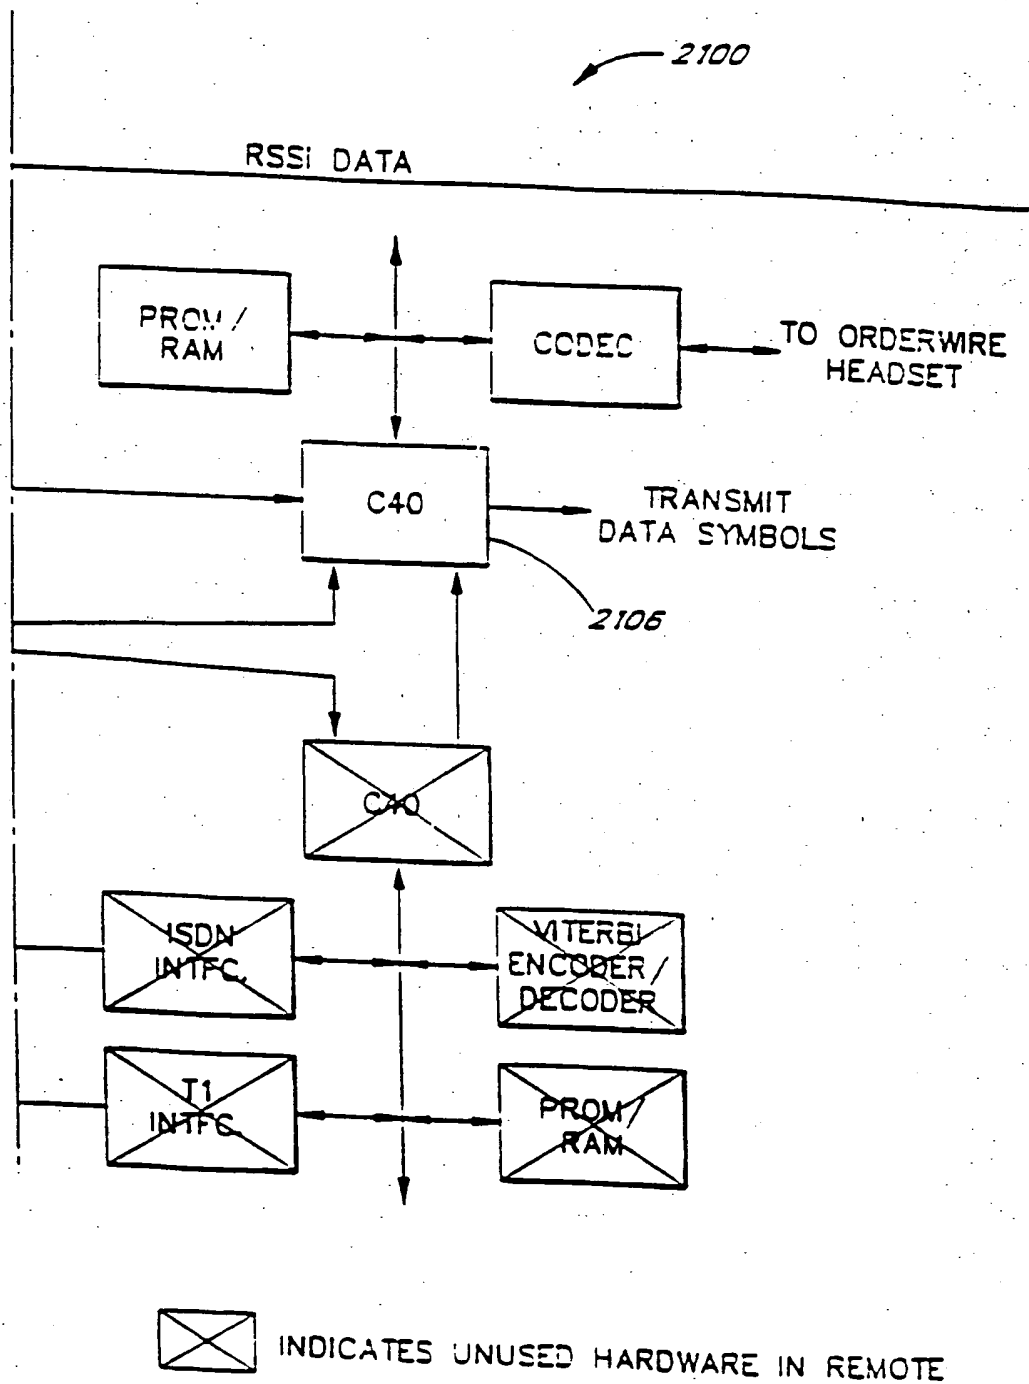 2100
RSSI DATA
PROM /
RAM
CODEC
TO ORDERWIRE
HEADSET
C40
TRANSMIT
DATA SYMBOLS
2106
C40
ISDN
INTFC.
VITERBI
ENCODER /
DECODER
T1
INTFC.
PROM /
RAM
INDICATES UNUSED HARDWARE IN REMOTE